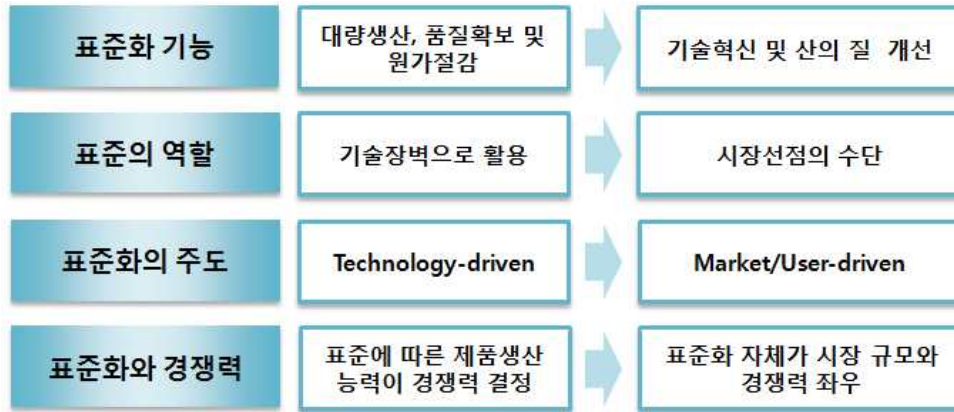 표준화 기능
대량생산, 품질확보 및
원가절감
기술혁신 및 산의 질 개선
표준의 역할
기술장벽으로 활용
시장선점의 수단
표준화의 주도
Technology-driven
Market/User-driven
표준화와 경쟁력
표준에 따른 제품생산
능력이 경쟁력 결정
표준화 자체가 시장 규모와
경쟁력 좌우